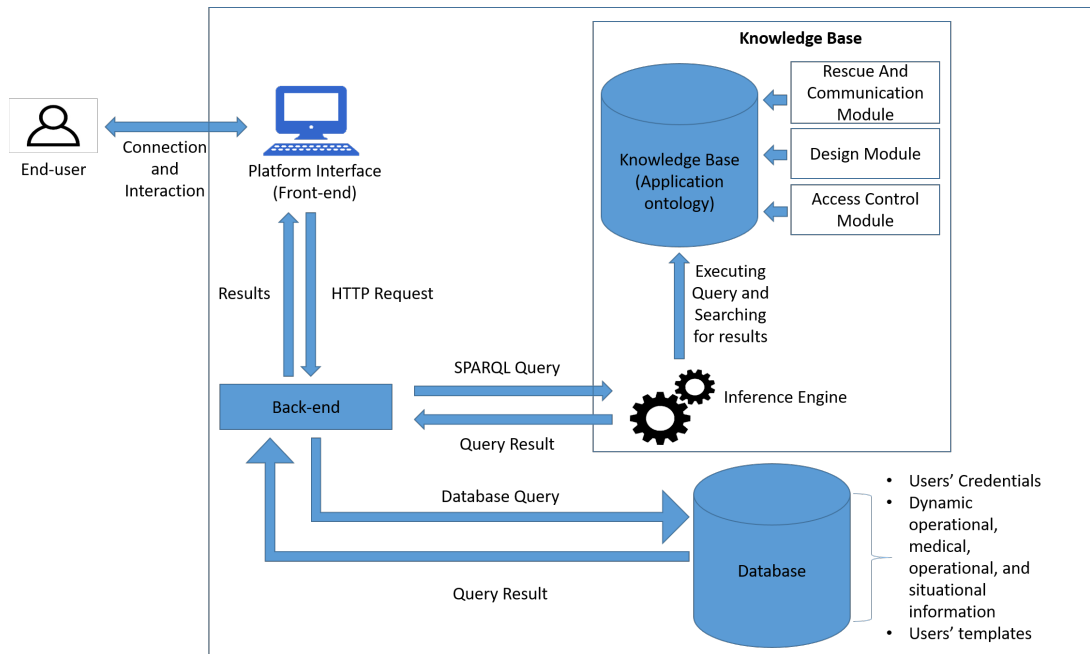 Knowledge Base
Rescue And
Communication
Module
Knowledge Base
(Application
ontology)
Design Module
Access Control
Module
End-user
Connection
and
Interaction
Platform Interface
(Front-end)
Results
HTTP Request
Executing
Query and
Searching
for results
SPARQL Query
Back-end
Inference Engine
Query Result
Database Query
Database
Query Result
• Users’ Credentials
• Dynamic
operational,
medical,
operational, and
situational
information
• Users’ templates